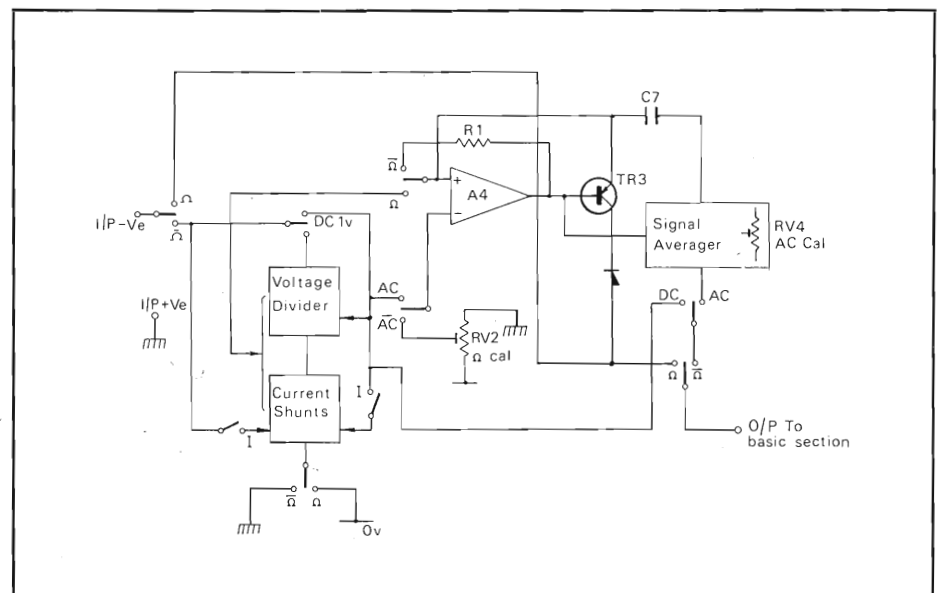 C7
R1
Ω̅
+
TR3
A4
Ω
Ω
−
I/P-Ve
DC 1v
Signal
Averager
RV4
AC Cal
Ω̅
Voltage
Divider
AC
DC
AC
I/P+Ve
A̅C̅
RV2
Ω cal
Ω
Ω̅
Current
Shunts
I
I
O/P To
basic section
Ω̅
Ω
0v